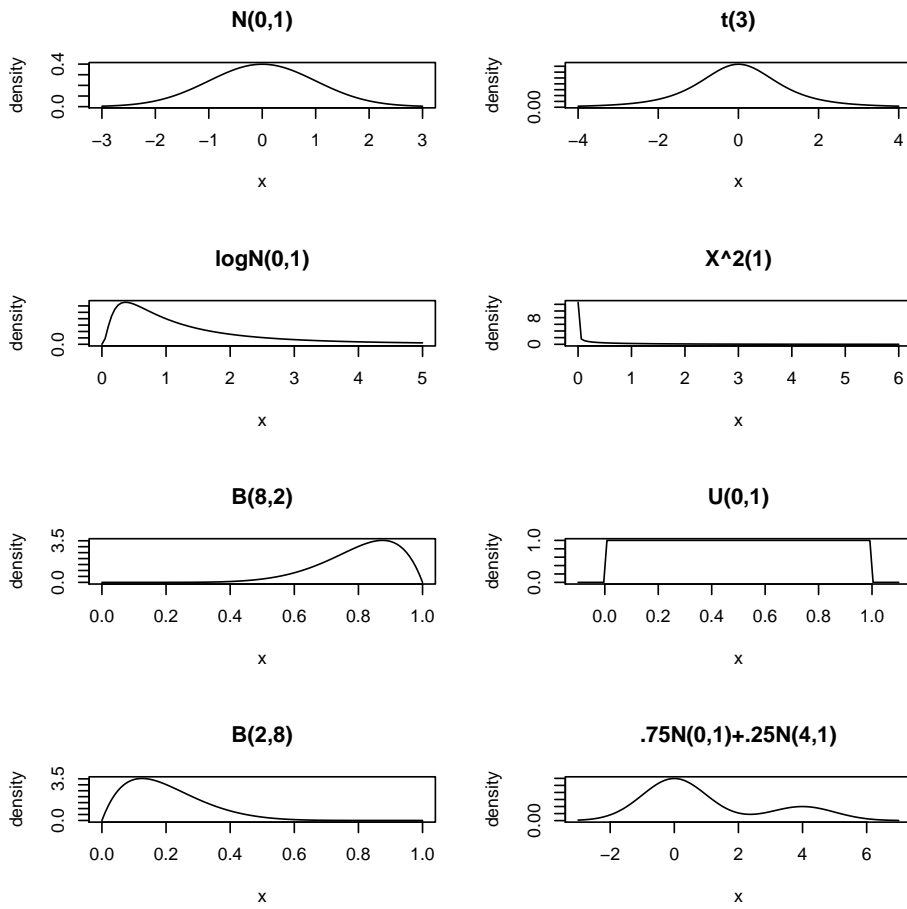 N(0,1)
density
0.0 0.4
−3 −2 −1 0 1 2 3
x
t(3)
density
0.00
−4 −2 0 2 4
x
logN(0,1)
density
0.0
0 1 2 3 4 5
x
X^2(1)
density
0 8
0 1 2 3 4 5 6
x
B(8,2)
density
0.0 3.5
0.0 0.2 0.4 0.6 0.8 1.0
x
U(0,1)
density
0.0 1.0
0.0 0.2 0.4 0.6 0.8 1.0
x
B(2,8)
density
0.0 3.5
0.0 0.2 0.4 0.6 0.8 1.0
x
.75N(0,1)+.25N(4,1)
density
0.00
−2 0 2 4 6
x